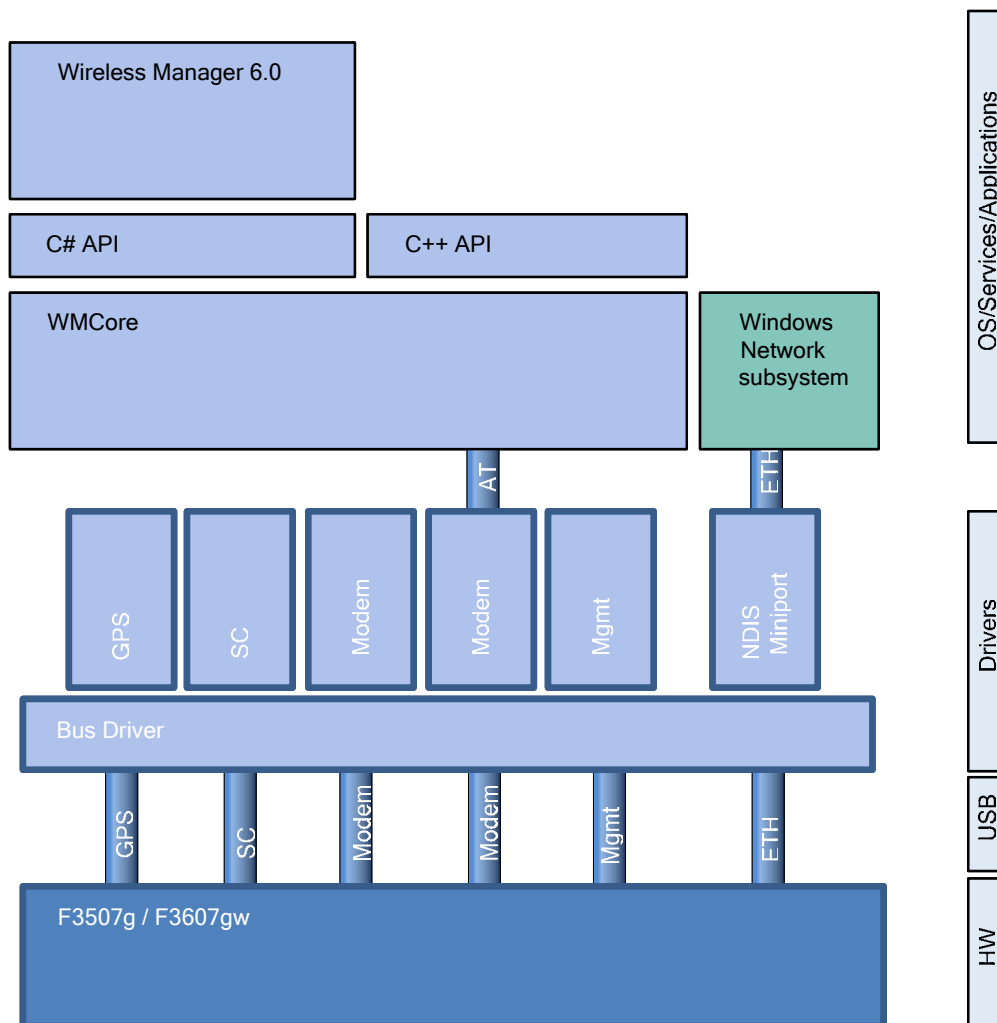 Wireless Manager 6.0
C# API
C++ API
WMCore
Windows
Network
subsystem
AT
ETH
GPS
SC
Modem
Modem
Mgmt
NDIS
Miniport
Bus Driver
GPS
SC
Modem
Modem
Mgmt
ETH
F3507g / F3607gw
OS/Services/Applications
Drivers
USB
HW